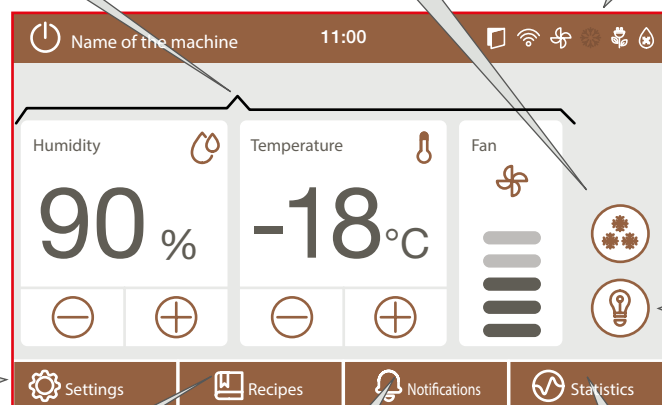 Name of the machine 11:00
Humidity Temperature Fan
90 % -18°C
Settings Recipes Notifications Statistics